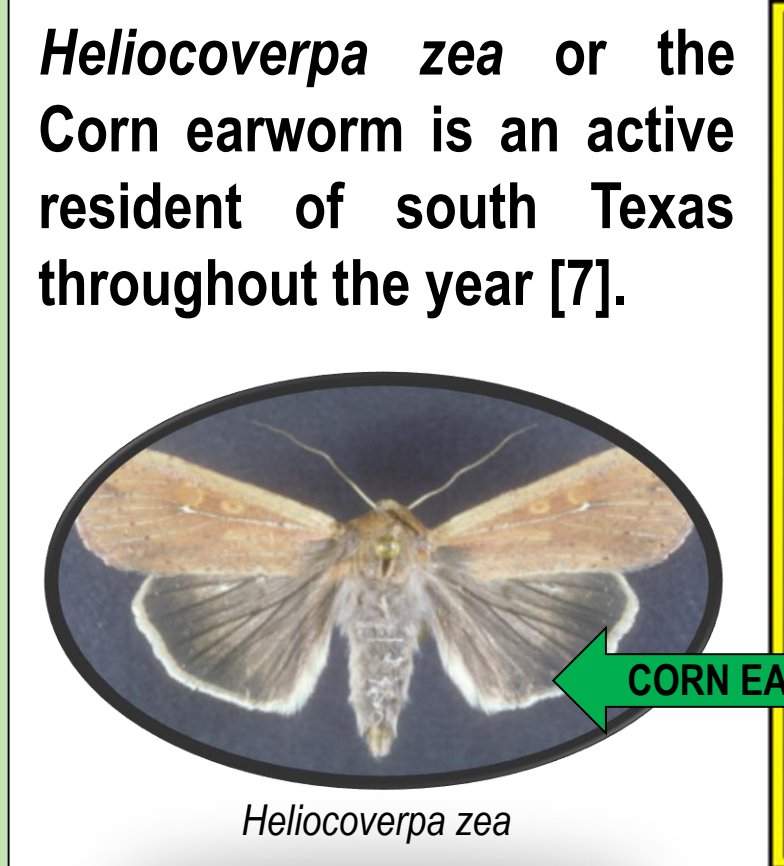 Heliocoverpa zea or the
Corn earworm is an active
resident of south Texas
throughout the year [7].
CORN EA
Heliocoverpa zea